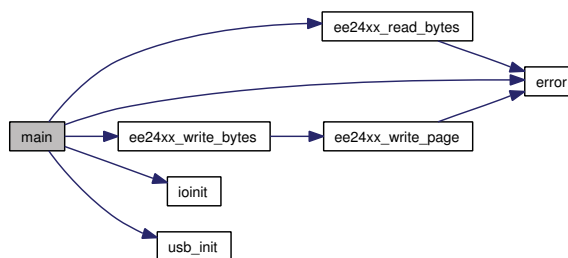 ee24xx_read_bytes
error
main
ee24xx_write_bytes
ee24xx_write_page
ioinit
usb_init